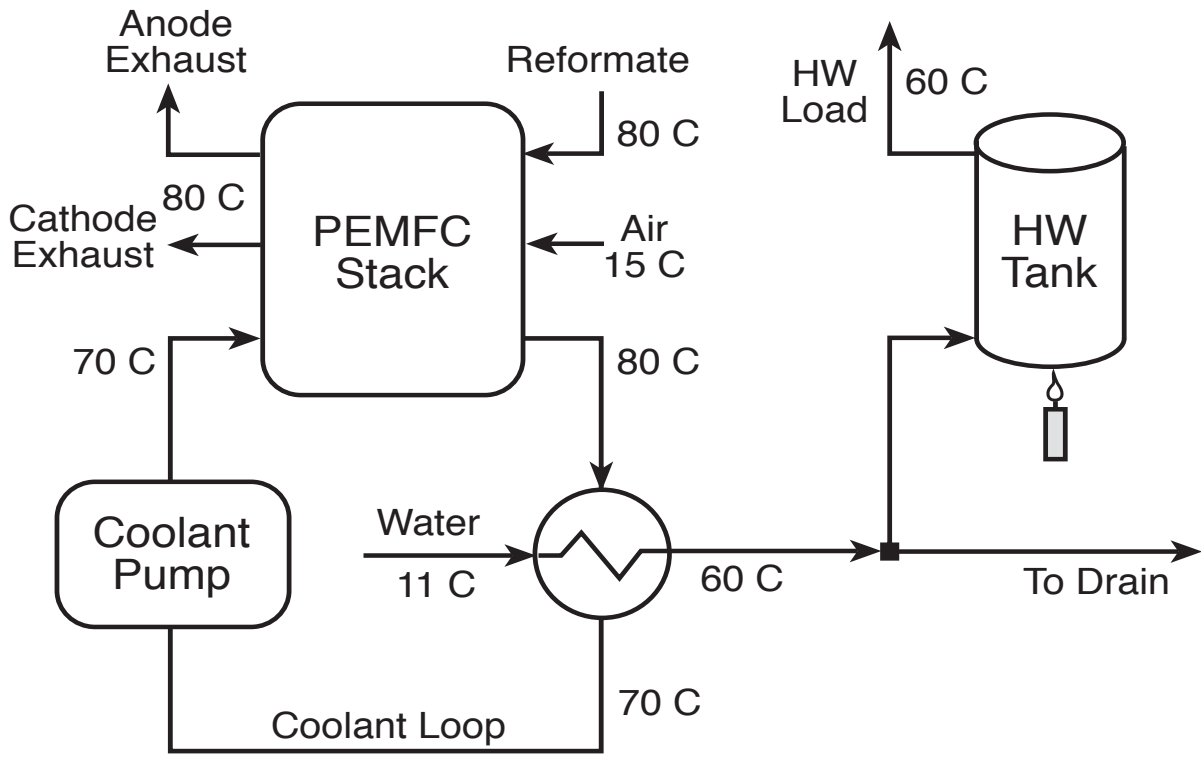 Anode
Exhaust
Reformate
HW
Load
60 C
80 C
80 C
Cathode
Exhaust
PEMFC
Stack
Air
15 C
HW
Tank
70 C
80 C
Coolant
Pump
Water
11 C
60 C
To Drain
70 C
Coolant Loop